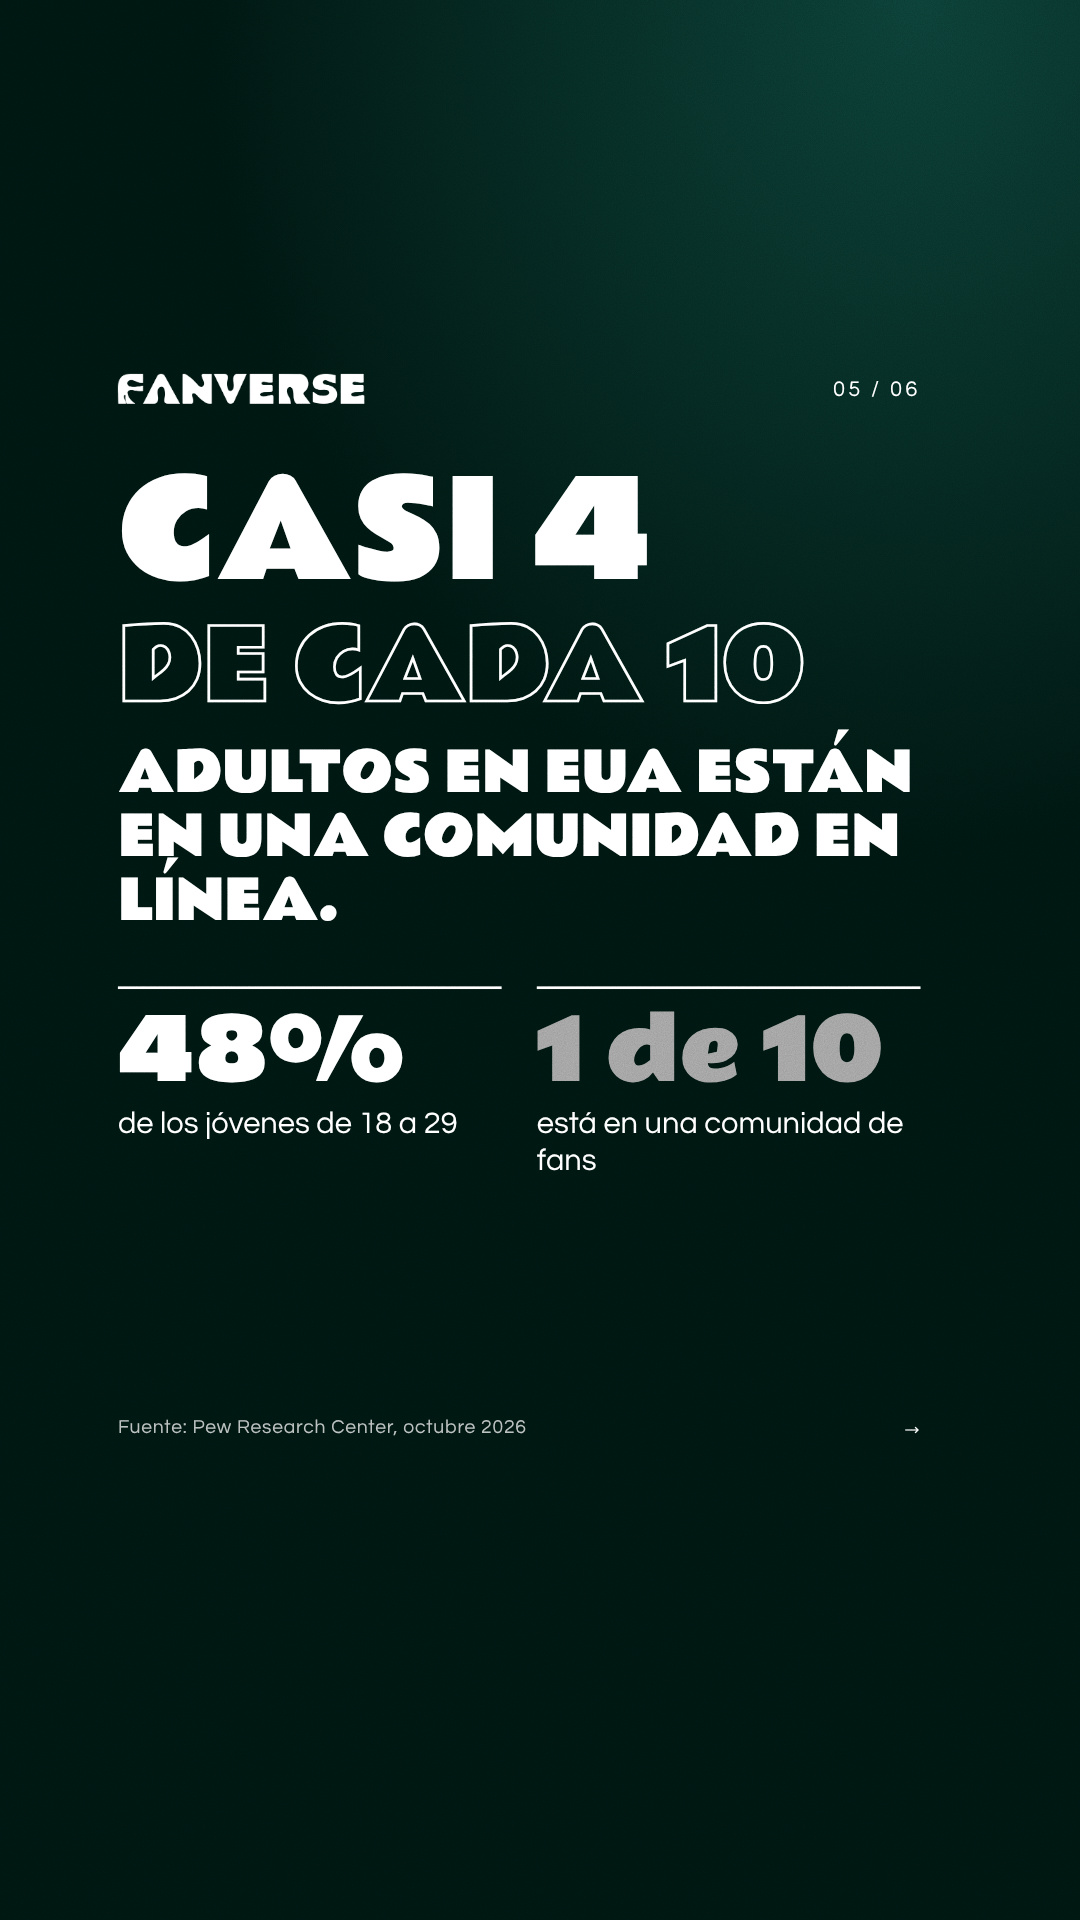 FANVERSE
05 / 06
CASI 4
DE CADA 10
ADULTOS EN EUA ESTÁN
EN UNA COMUNIDAD EN
LÍNEA.
48%
de los jóvenes de 18 a 29
1 de 10
está en una comunidad de
fans
Fuente: Pew Research Center, octubre 2026
→